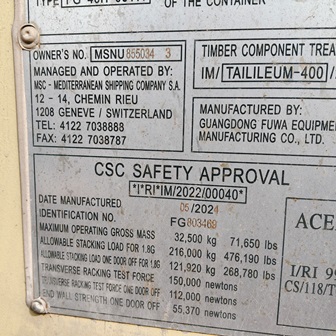 OF THE CONTAINER
OWNER'S NO. MSNU 855034 3
MANAGED AND OPERATED BY:
MSC - MEDITERRANEAN SHIPPING COMPANY S.A.
12 - 14, CHEMIN RIEU
1208 GENEVE / SWITZERLAND
TEL: 4122 7038888
FAX: 4122 7038787
TIMBER COMPONENT TREA
IM/ TAILILEUM-400 /
MANUFACTURED BY:
GUANGDONG FUWA EQUIPME
MANUFACTURING CO., LTD.
CSC SAFETY APPROVAL
*I*RI*IM/2022/00040*
DATE MANUFACTURED 05/2024
IDENTIFICATION NO. FG803469
MAXIMUM OPERATING GROSS MASS 32,500 kg 71,650 lbs
ALLOWABLE STACKING LOAD FOR 1.8G 216,000 kg 476,190 lbs
ALLOWABLE STACKING LOAD ONE DOOR OFF FOR 1.8G 121,920 kg 268,780 lbs
TRANSVERSE RACKING TEST FORCE 150,000 newtons
TRANSVERSE RACKING TEST FORCE ONE DOOR OFF 112,000 newtons
END WALL STRENGTH ONE DOOR OFF 55,370 kg
ACE
I/RI 99
CS/118/T